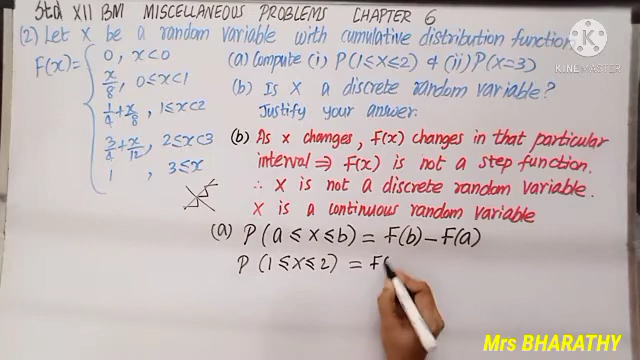 Std XII BM MISCELLANEOUS PROBLEMS CHAPTER 6
(2) Let X be a random variable with cumulative distribution function
F(x)= { 0, x<0
x/8, 0≤x<1
1/4+x/8, 1≤x<2
3/4+x/12, 2≤x<3
1, 3≤x
(a) Compute (i) P(1≤x≤2) & (ii) P(x=3)
(b) Is X a discrete random variable?
Justify your answer.
(b) As x changes, f(x) changes in that particular
interval ⇒ f(x) is not a step function.
∴ X is not a discrete random variable.
X is a continuous random variable
(a) P(a≤x≤b) = F(b)-F(a)
P(1≤x≤2) = F(
KINEMASTER
Mrs BHARATHY